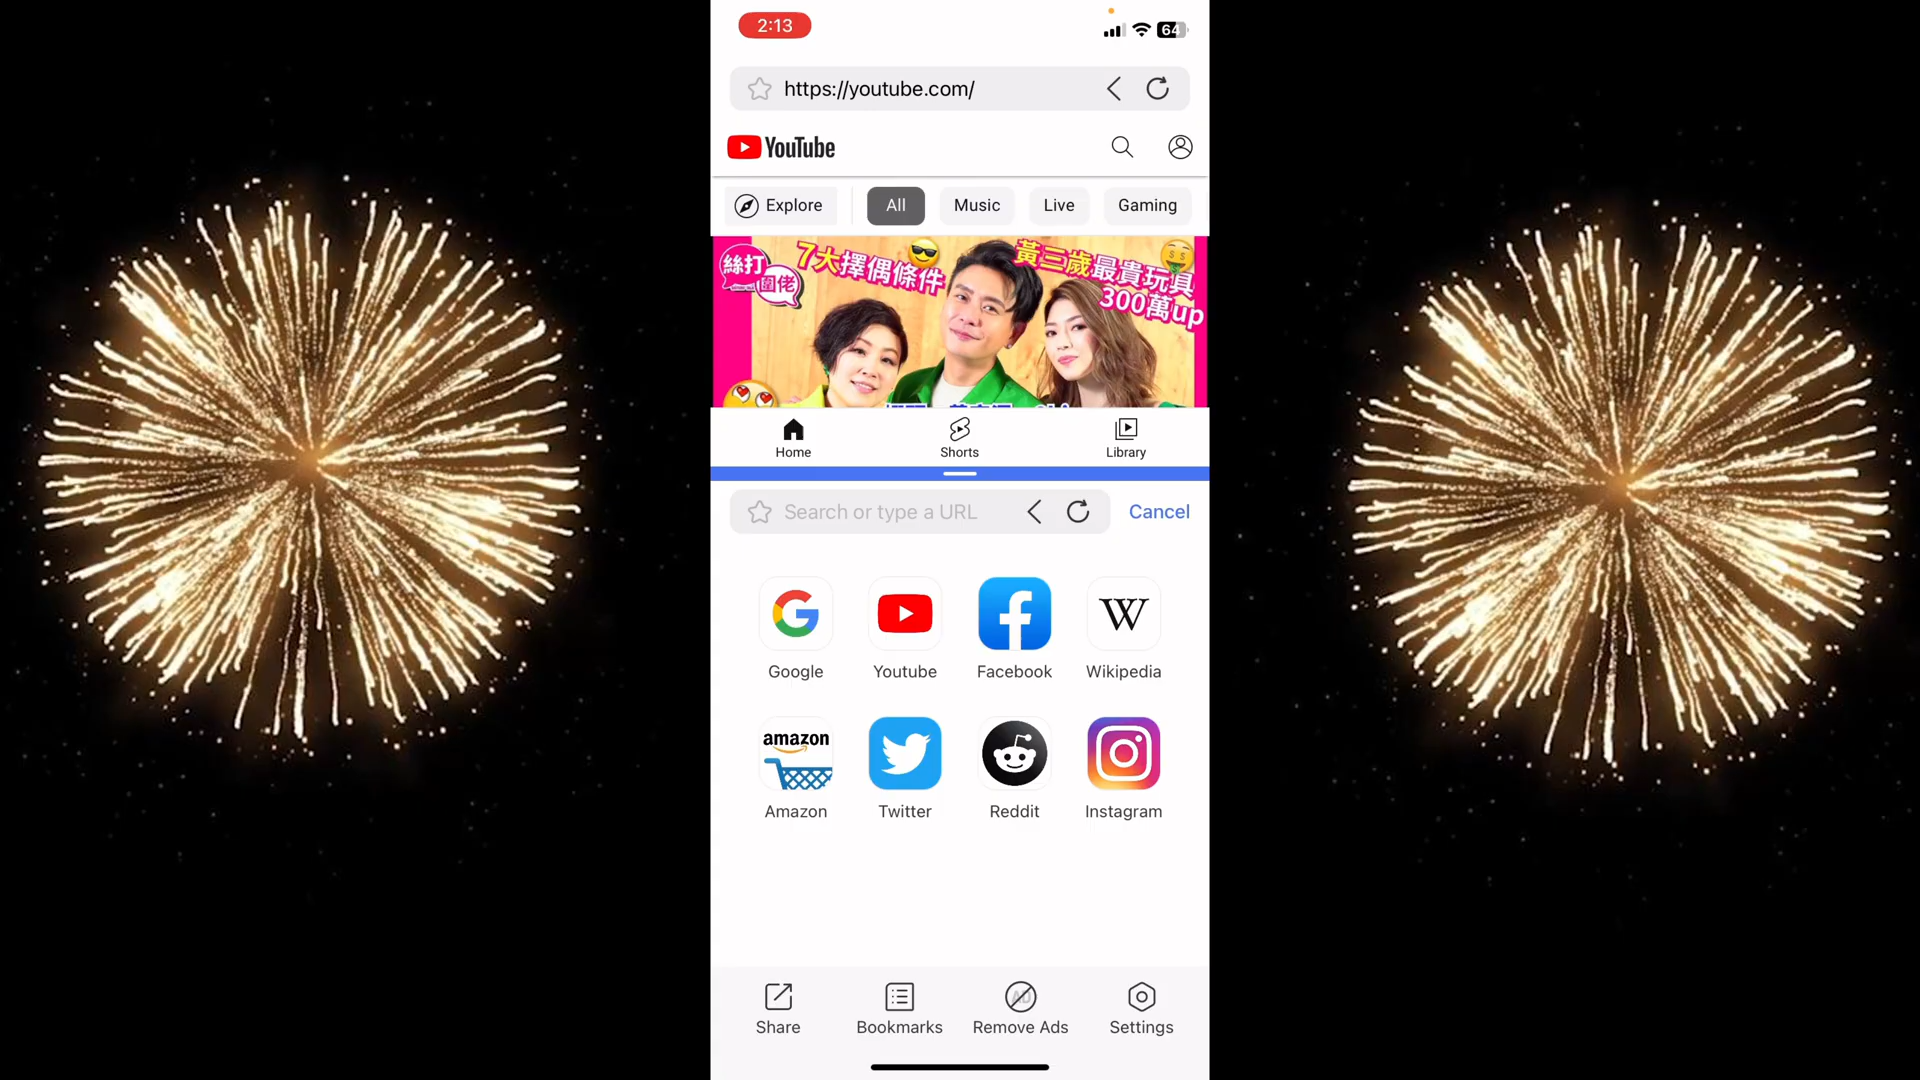 2:13
64
https://youtube.com/
YouTube
Explore
All
Music
Live
Gaming
絲打
圍佬
7大擇偶條件
黃三歲最貴玩具
300萬up
Home
Shorts
Library
Search or type a URL
Cancel
Google
Youtube
Facebook
W
Wikipedia
amazon
Amazon
Twitter
Reddit
Instagram
Share
Bookmarks
AD
Remove Ads
Settings